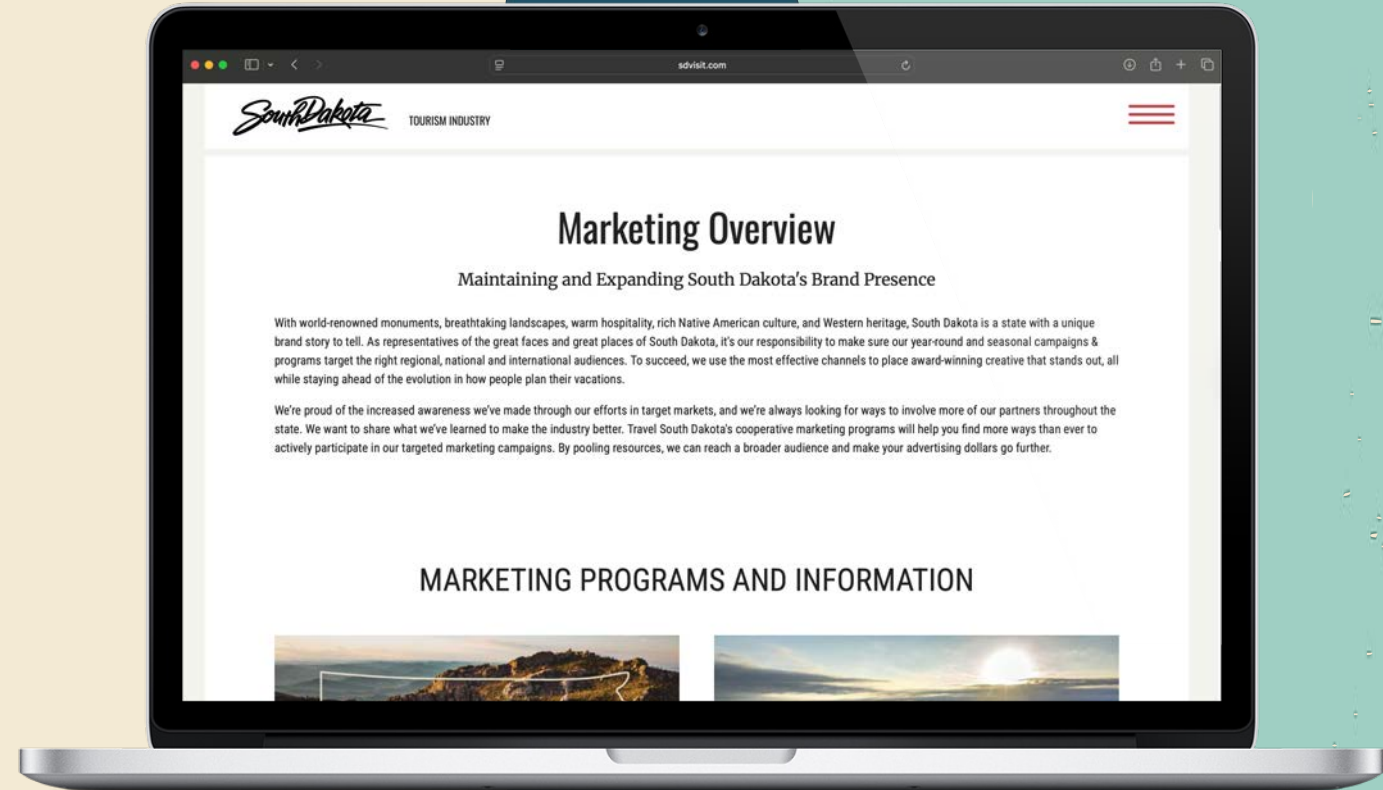 sdvisit.com
SouthDakota
TOURISM INDUSTRY
Marketing Overview
Maintaining and Expanding South Dakota's Brand Presence
With world-renowned monuments, breathtaking landscapes, warm hospitality, rich Native American culture, and Western heritage, South Dakota is a state with a unique
brand story to tell. As representatives of the great faces and great places of South Dakota, it's our responsibility to make sure our year-round and seasonal campaigns &
programs target the right regional, national and international audiences. To succeed, we use the most effective channels to place award-winning creative that stands out, all
while staying ahead of the evolution in how people plan their vacations.
We're proud of the increased awareness we've made through our efforts in target markets, and we're always looking for ways to involve more of our partners throughout the
state. We want to share what we've learned to make the industry better. Travel South Dakota's cooperative marketing programs will help you find more ways than ever to
actively participate in our targeted marketing campaigns. By pooling resources, we can reach a broader audience and make your advertising dollars go further.
MARKETING PROGRAMS AND INFORMATION